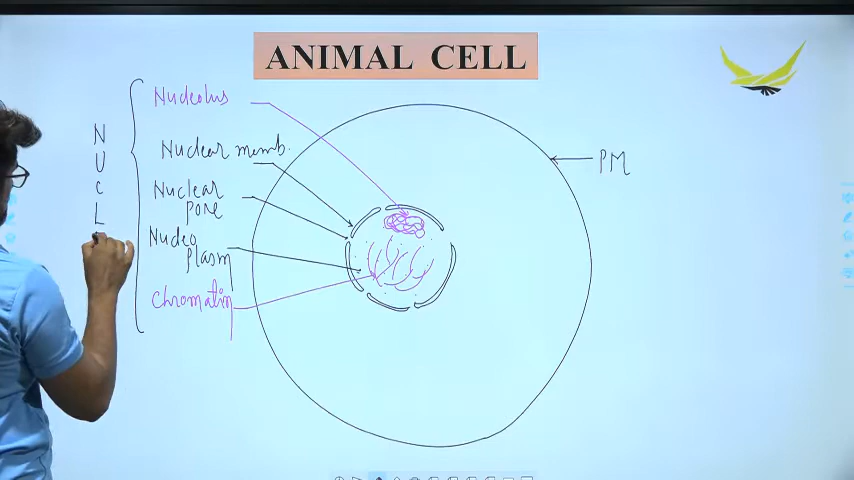 ANIMAL CELL
Nucleolus
Nuclear memb.
Nuclear
pore
Nucleo
plasm
Chromatin
N
U
C
L
PM